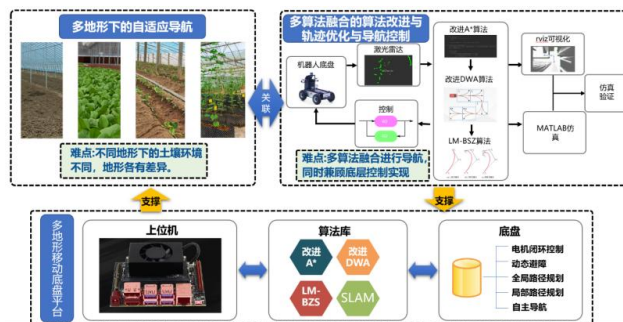 多地形下的自适应导航
难点:不同地形下的土壤环境
不同，地形各有差异。
关联
多算法融合的算法改进与
轨迹优化与导航控制
机器人底盘
激光雷达
控制
改进A*算法
改进DWA算法
LM-BSZ算法
rviz可视化
MATLAB仿
真
仿真
验证
难点:多算法融合进行导航，
同时兼顾底层控制实现
支撑
支撑
多地形移动底盘平台
上位机
算法库
改进
A*
改进
DWA
LM-
BZS
SLAM
底盘
电机闭环控制
动态避障
全局路径规划
局部路径规划
自主导航